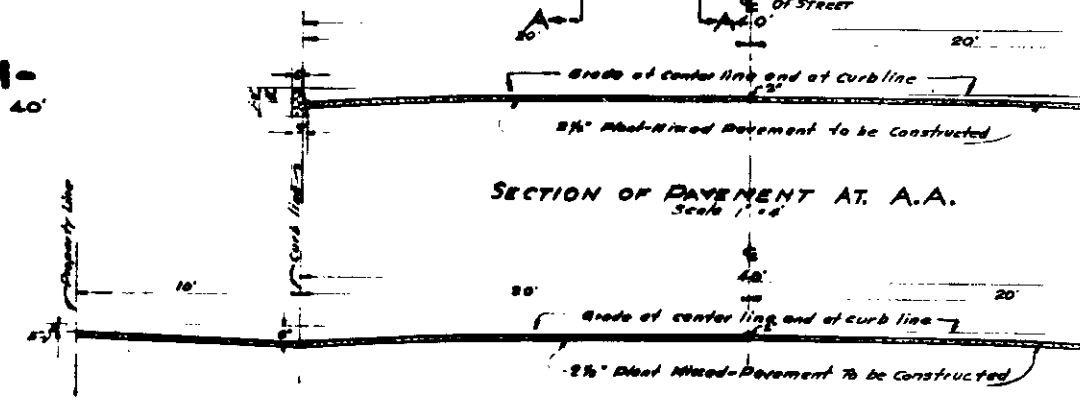 OF STREET
A A 40'
20' 20'
Grade at Center line and at Curb line
40' 2"
2½" Plant-Mixed Pavement to be Constructed
SECTION OF PAVEMENT AT. A.A.
Scale 1" = 4'
Property Line
Curb line
℄
40'
10' 20' 20'
Grade at center line and at curb line
2½" Plant Mixed-Pavement To be Constructed